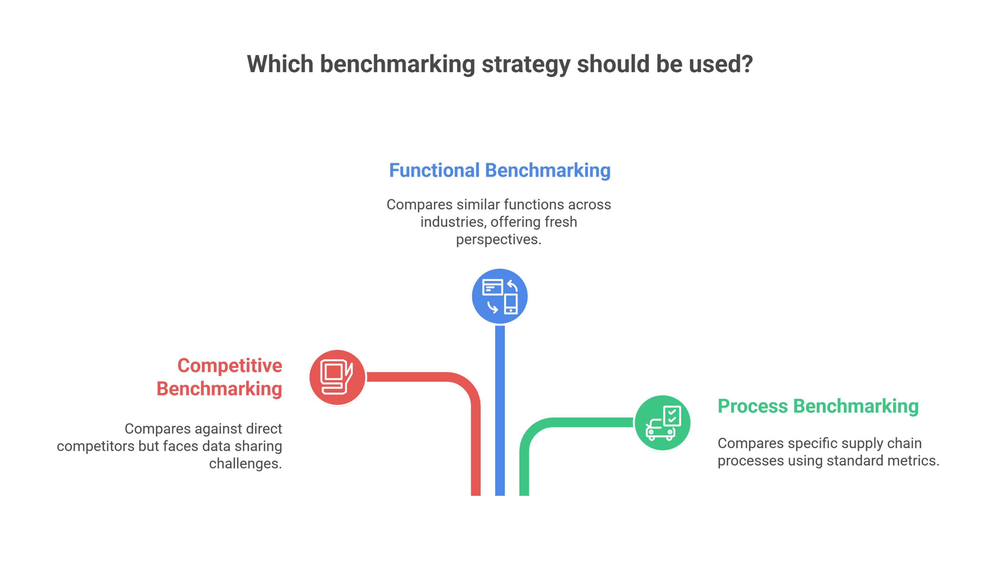 Which benchmarking strategy should be used?
Functional Benchmarking
Compares similar functions across
industries, offering fresh
perspectives.
Competitive
Benchmarking
Compares against direct
competitors but faces data sharing
challenges.
Process Benchmarking
Compares specific supply chain
processes using standard metrics.